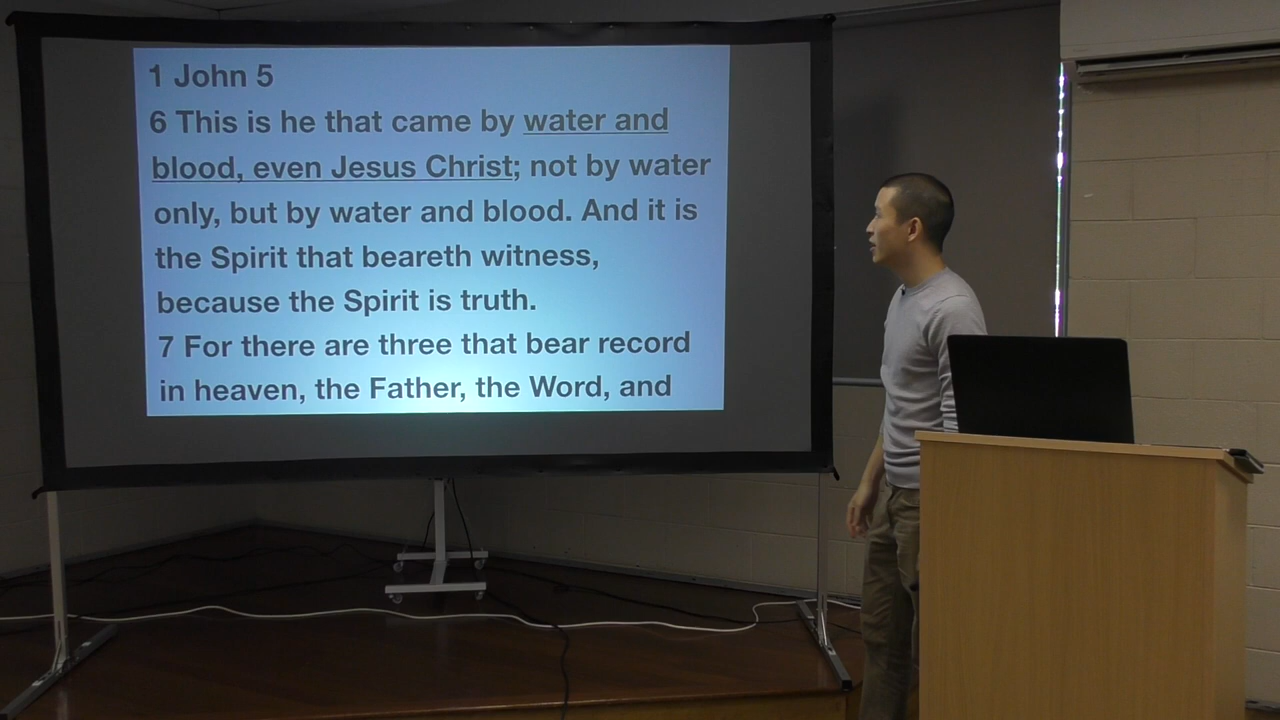 1 John 5
6 This is he that came by water and
blood, even Jesus Christ; not by water
only, but by water and blood. And it is
the Spirit that beareth witness,
because the Spirit is truth.
7 For there are three that bear record
in heaven, the Father, the Word, and